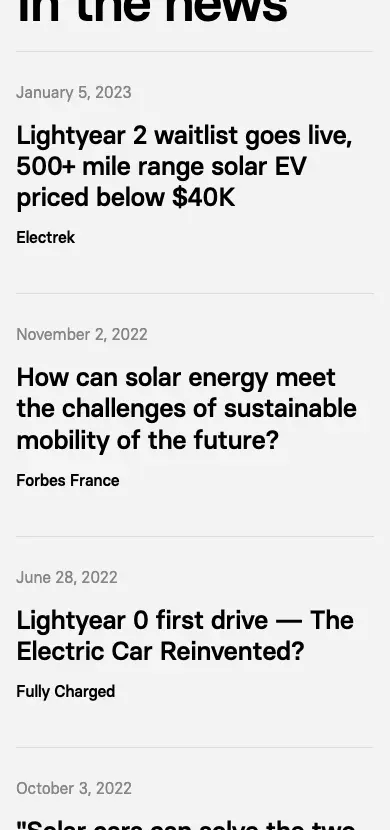 in the news
January 5, 2023
Lightyear 2 waitlist goes live,
500+ mile range solar EV
priced below $40K
Electrek
November 2, 2022
How can solar energy meet
the challenges of sustainable
mobility of the future?
Forbes France
June 28, 2022
Lightyear 0 first drive — The
Electric Car Reinvented?
Fully Charged
October 3, 2022
"Solar cars can solve the two